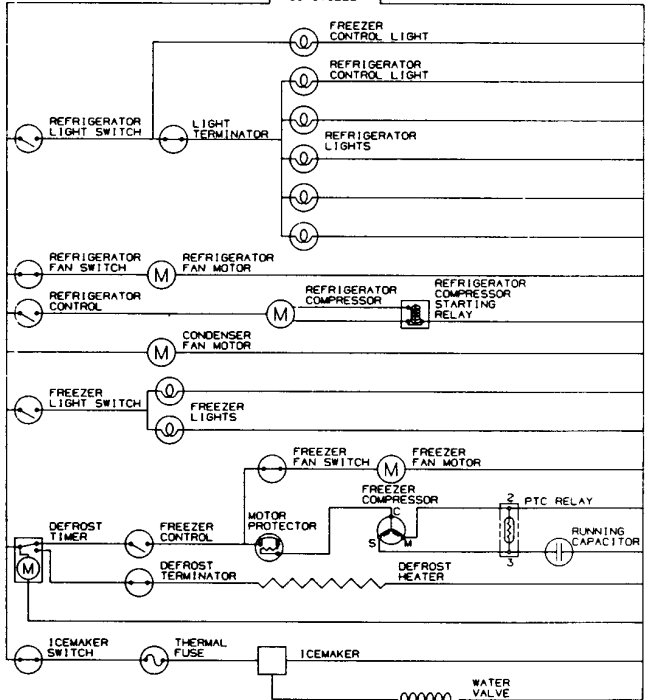 FREEZER
CONTROL LIGHT
REFRIGERATOR
CONTROL LIGHT
REFRIGERATOR
LIGHT SWITCH
LIGHT
TERMINATOR
REFRIGERATOR
LIGHTS
REFRIGERATOR
FAN SWITCH
M
REFRIGERATOR
FAN MOTOR
REFRIGERATOR
CONTROL
M
REFRIGERATOR
COMPRESSOR
REFRIGERATOR
COMPRESSOR
STARTING
RELAY
M
CONDENSER
FAN MOTOR
FREEZER
LIGHT SWITCH
FREEZER
LIGHTS
FREEZER
FAN SWITCH
M
FREEZER
FAN MOTOR
FREEZER
COMPRESSOR
C
S
M
2
PTC RELAY
3
RUNNING
CAPACITOR
DEFROST
TIMER
M
FREEZER
CONTROL
MOTOR
PROTECTOR
DEFROST
TERMINATOR
DEFROST
HEATER
ICEMAKER
SWITCH
THERMAL
FUSE
ICEMAKER
WATER
VALVE